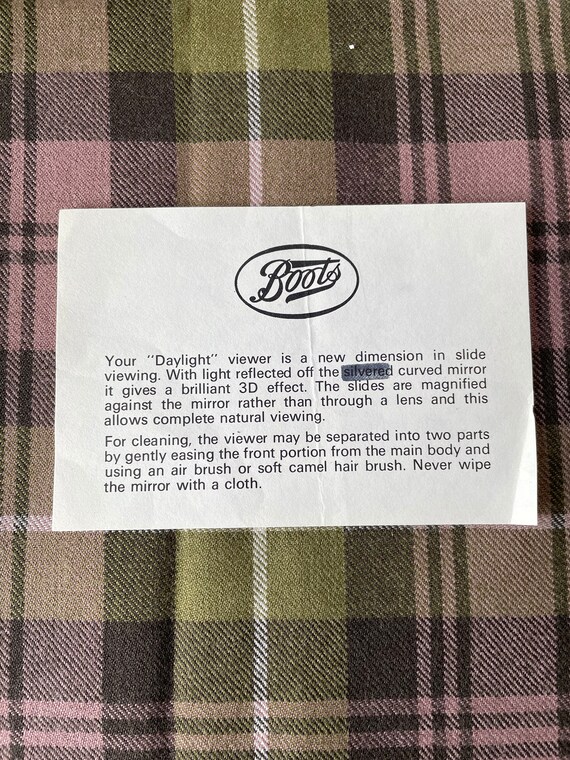 Boots
Your "Daylight" viewer is a new dimension in slide
viewing. With light reflected off the silvered curved mirror
it gives a brilliant 3D effect. The slides are magnified
against the mirror rather than through a lens and this
allows complete natural viewing.
For cleaning, the viewer may be separated into two parts
by gently easing the front portion from the main body and
using an air brush or soft camel hair brush. Never wipe
the mirror with a cloth.